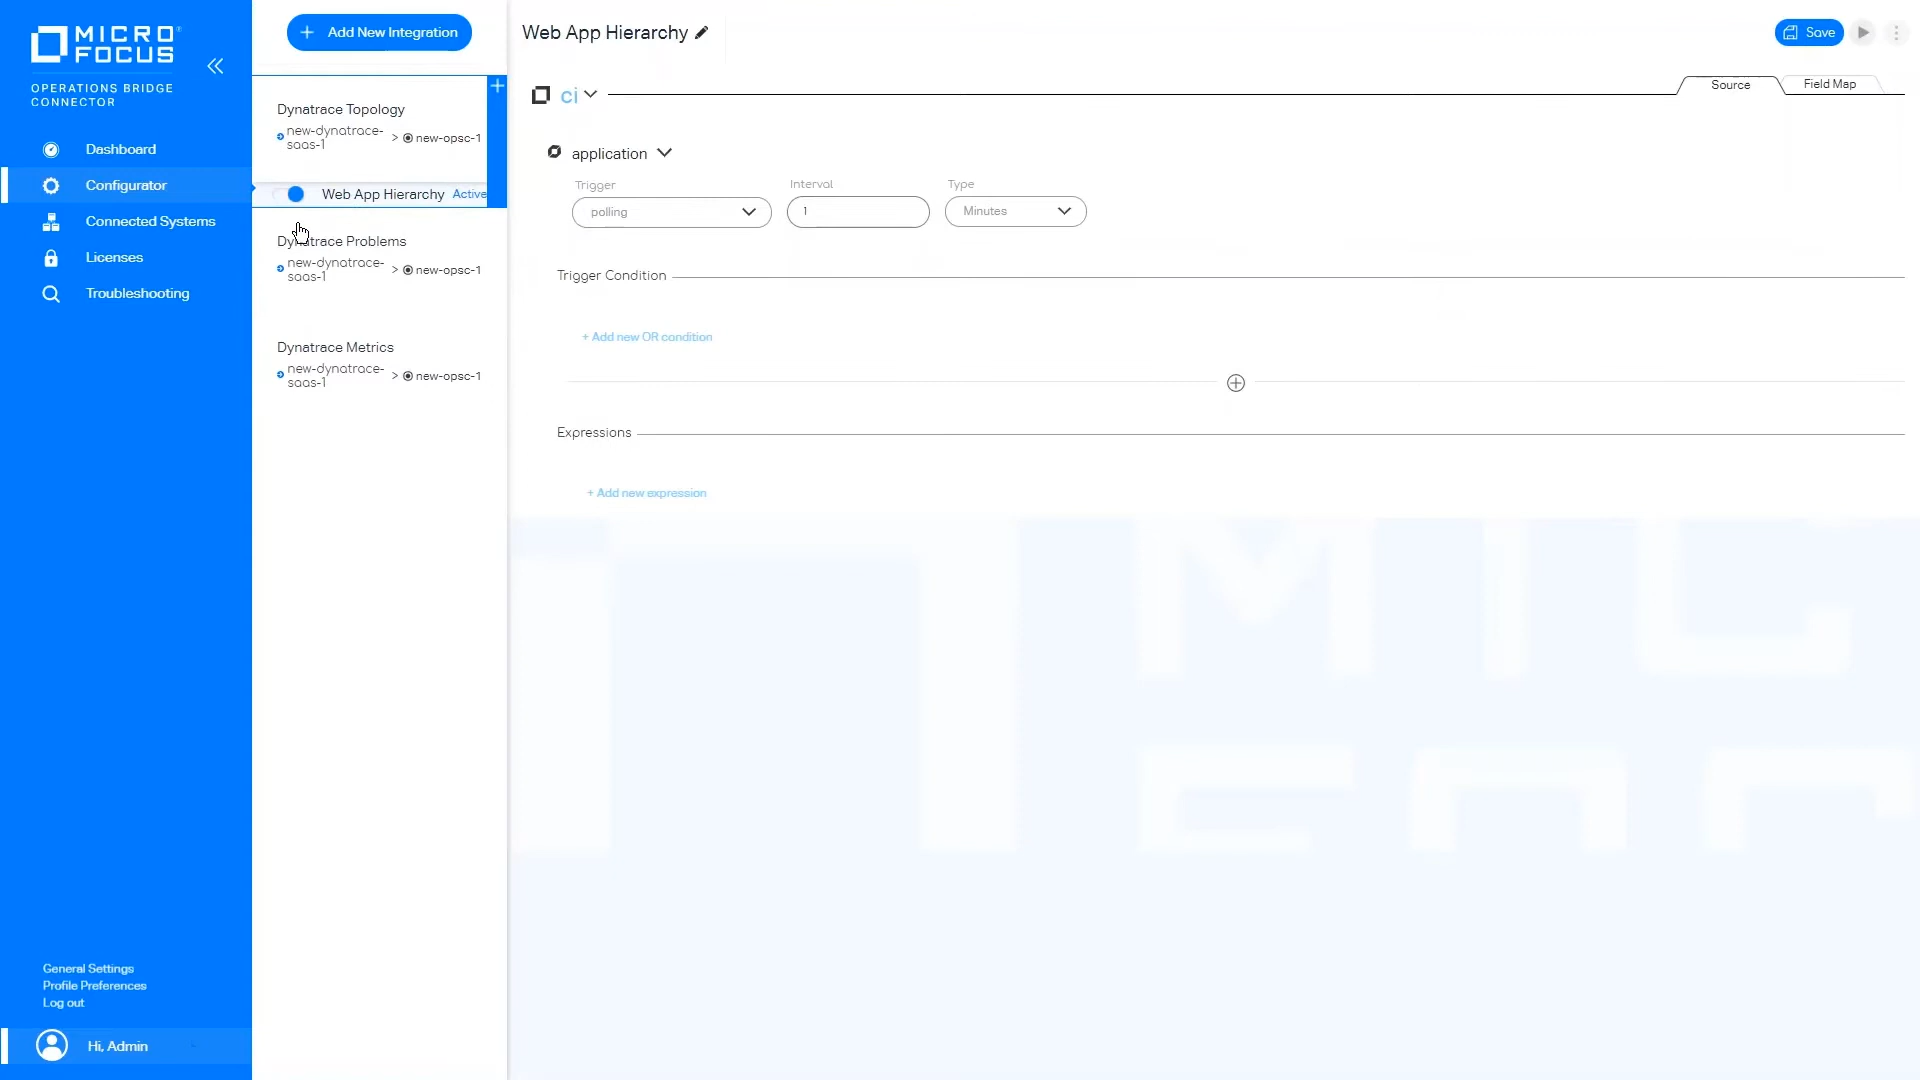 MICRO
FOCUS
OPERATIONS BRIDGE
CONNECTOR
Dashboard
Configurator
Connected Systems
Licenses
Troubleshooting
General Settings
Profile Preferences
Log out
Hi, Admin
+ Add New Integration
+
Dynatrace Topology
new-dynatrace-
saas-1
> new-opsc-1
Web App Hierarchy Active
Dynatrace Problems
new-dynatrace-
saas-1
> new-opsc-1
Dynatrace Metrics
new-dynatrace-
saas-1
> new-opsc-1
Web App Hierarchy
Save
ci
Source
Field Map
application
Trigger
Interval
Type
polling
1
Minutes
Trigger Condition
+ Add new OR condition
Expressions
+ Add new expression